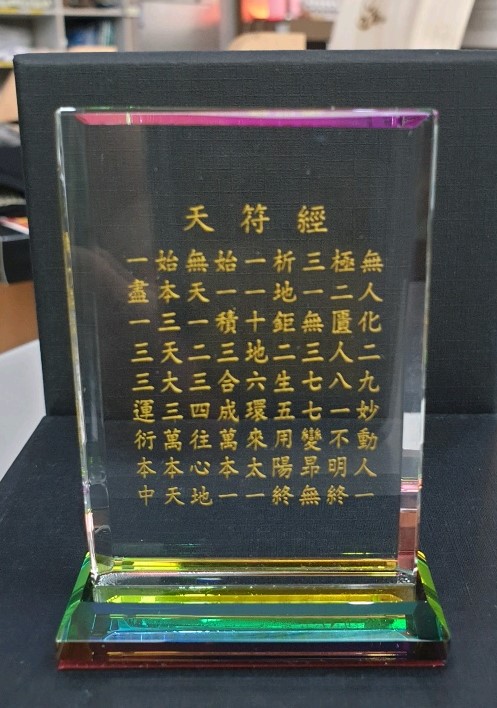 天符經
一始無始一析三極無
盡本天一一地一二人
一三一積十鉅無匱化
三天二三地二三人二
三大三合六生七八九
運三四成環五七一妙
衍萬往萬來用變不動
本本心本太陽昻明人
中天地一一終無終一